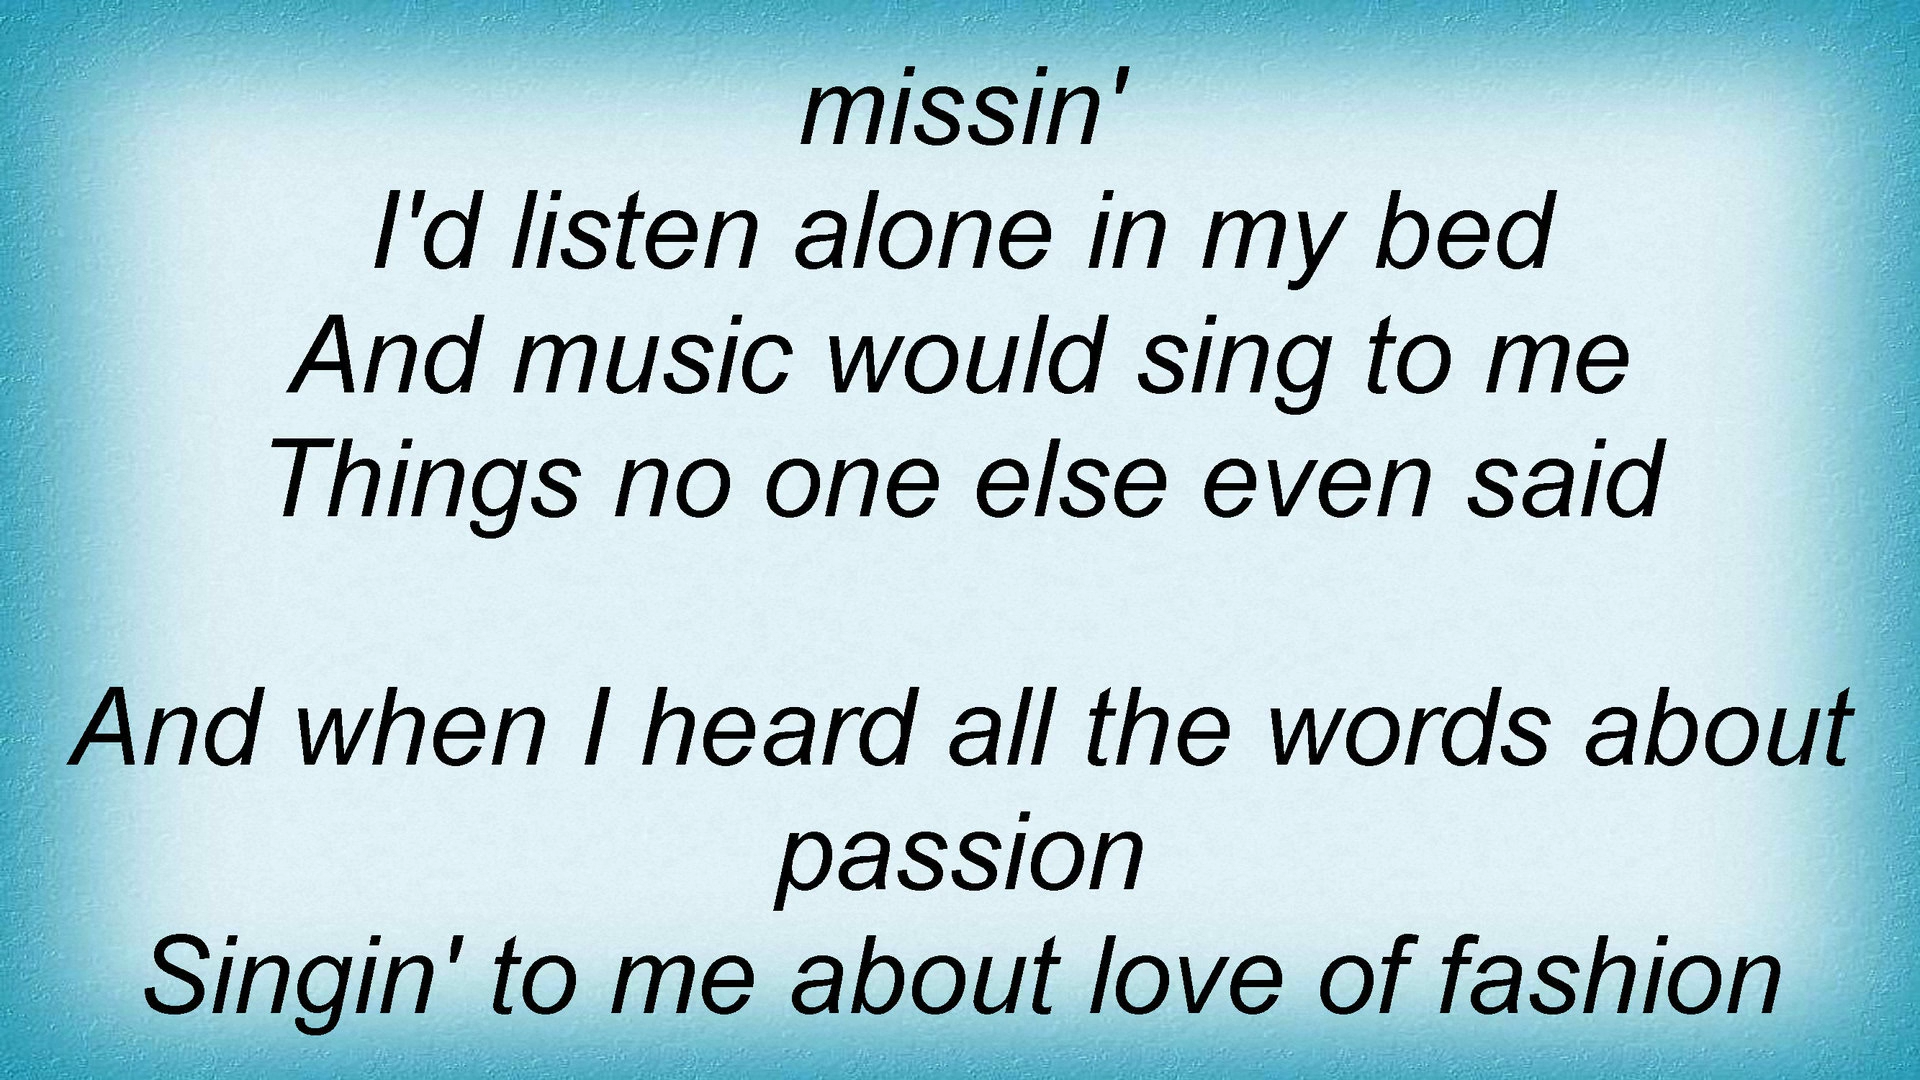 missin'
I'd listen alone in my bed
And music would sing to me
Things no one else even said
And when I heard all the words about
passion
Singin' to me about love of fashion